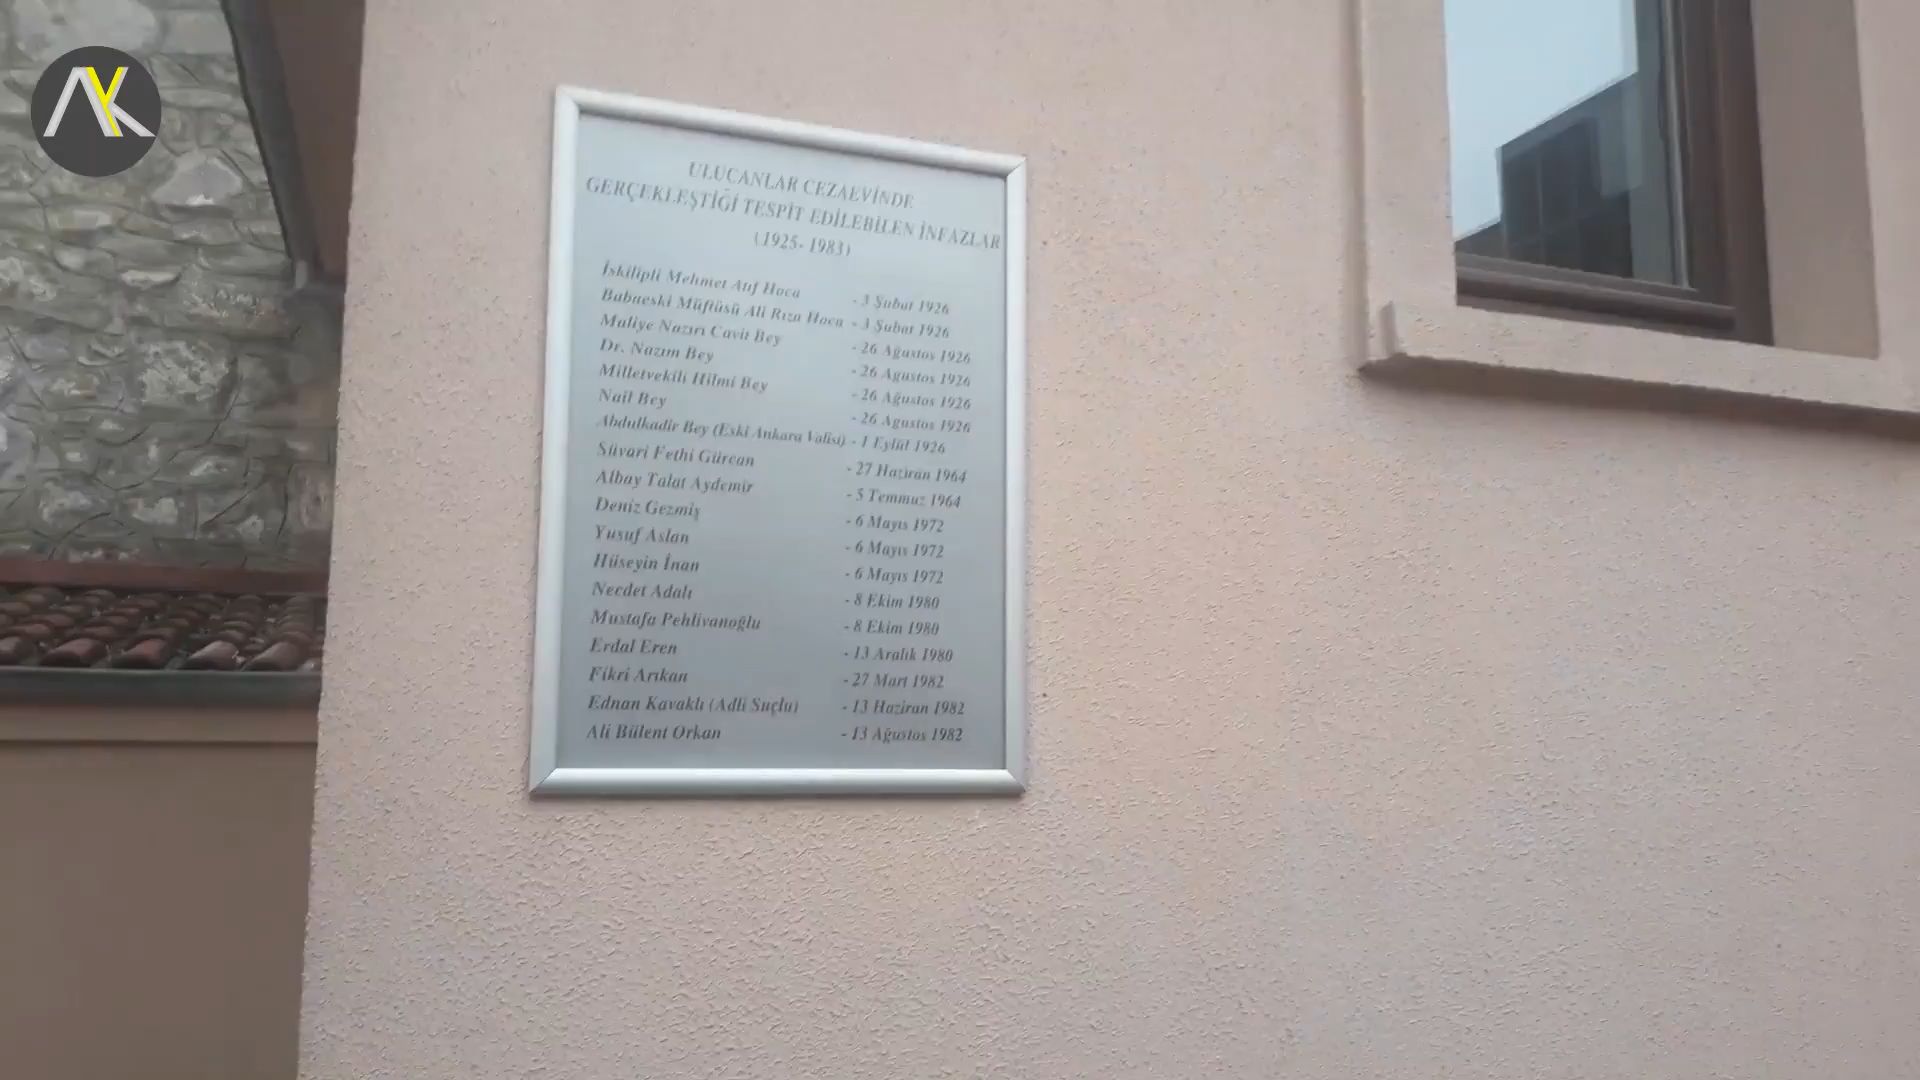 AK
ULUCANLAR CEZAEVİNDE
GERÇEKLEŞTİĞİ TESPİT EDİLEBİLEN İNFAZLAR
(1925- 1983)
İskilipli Mehmet Atıf Hoca - 3 Şubat 1926
Babaeski Müftüsü Ali Rıza Hoca - 3 Şubat 1926
Maliye Nazırı Cavit Bey - 26 Ağustos 1926
Dr. Nazım Bey - 26 Agustos 1926
Milletvekili Hilmi Bey - 26 Ağustos 1926
Nail Bey - 26 Agustos 1926
Abdulkadir Bey (Eski Ankara Valisi) - 1 Eylül 1926
Süvari Fethi Gürcan - 27 Haziran 1964
Albay Talat Aydemir - 5 Temmuz 1964
Deniz Gezmiş - 6 Mayıs 1972
Yusuf Aslan - 6 Mayıs 1972
Hüseyin İnan - 6 Mayıs 1972
Necdet Adalı - 8 Ekim 1980
Mustafa Pehlivanoğlu - 8 Ekim 1980
Erdal Eren - 13 Aralık 1980
Fikri Arıkan - 27 Mart 1982
Ednan Kavaklı (Adli Suçlu) - 13 Haziran 1982
Ali Bülent Orkan - 13 Ağustos 1982